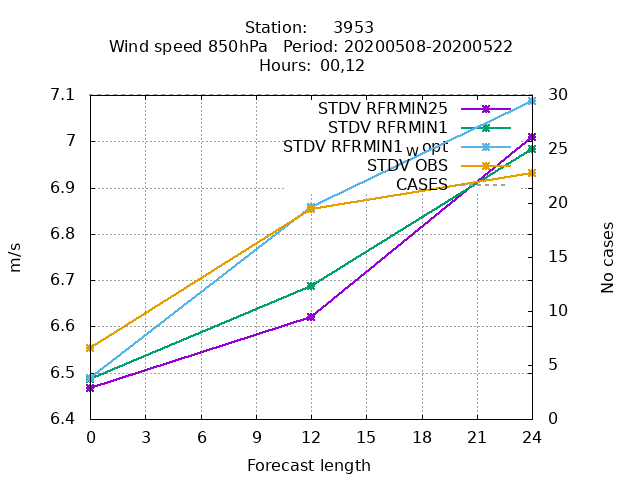 Station: 3953
Wind speed 850hPa Period: 20200508-20200522
Hours: 00,12
7.1
7
6.9
6.8
6.7
6.6
6.5
6.4
m/s
STDV RFRMIN25
STDV RFRMIN1
STDV RFRMIN1 w opt
STDV OBS
CASES
30
25
20
15
10
5
0
No cases
0 3 6 9 12 15 18 21 24
Forecast length